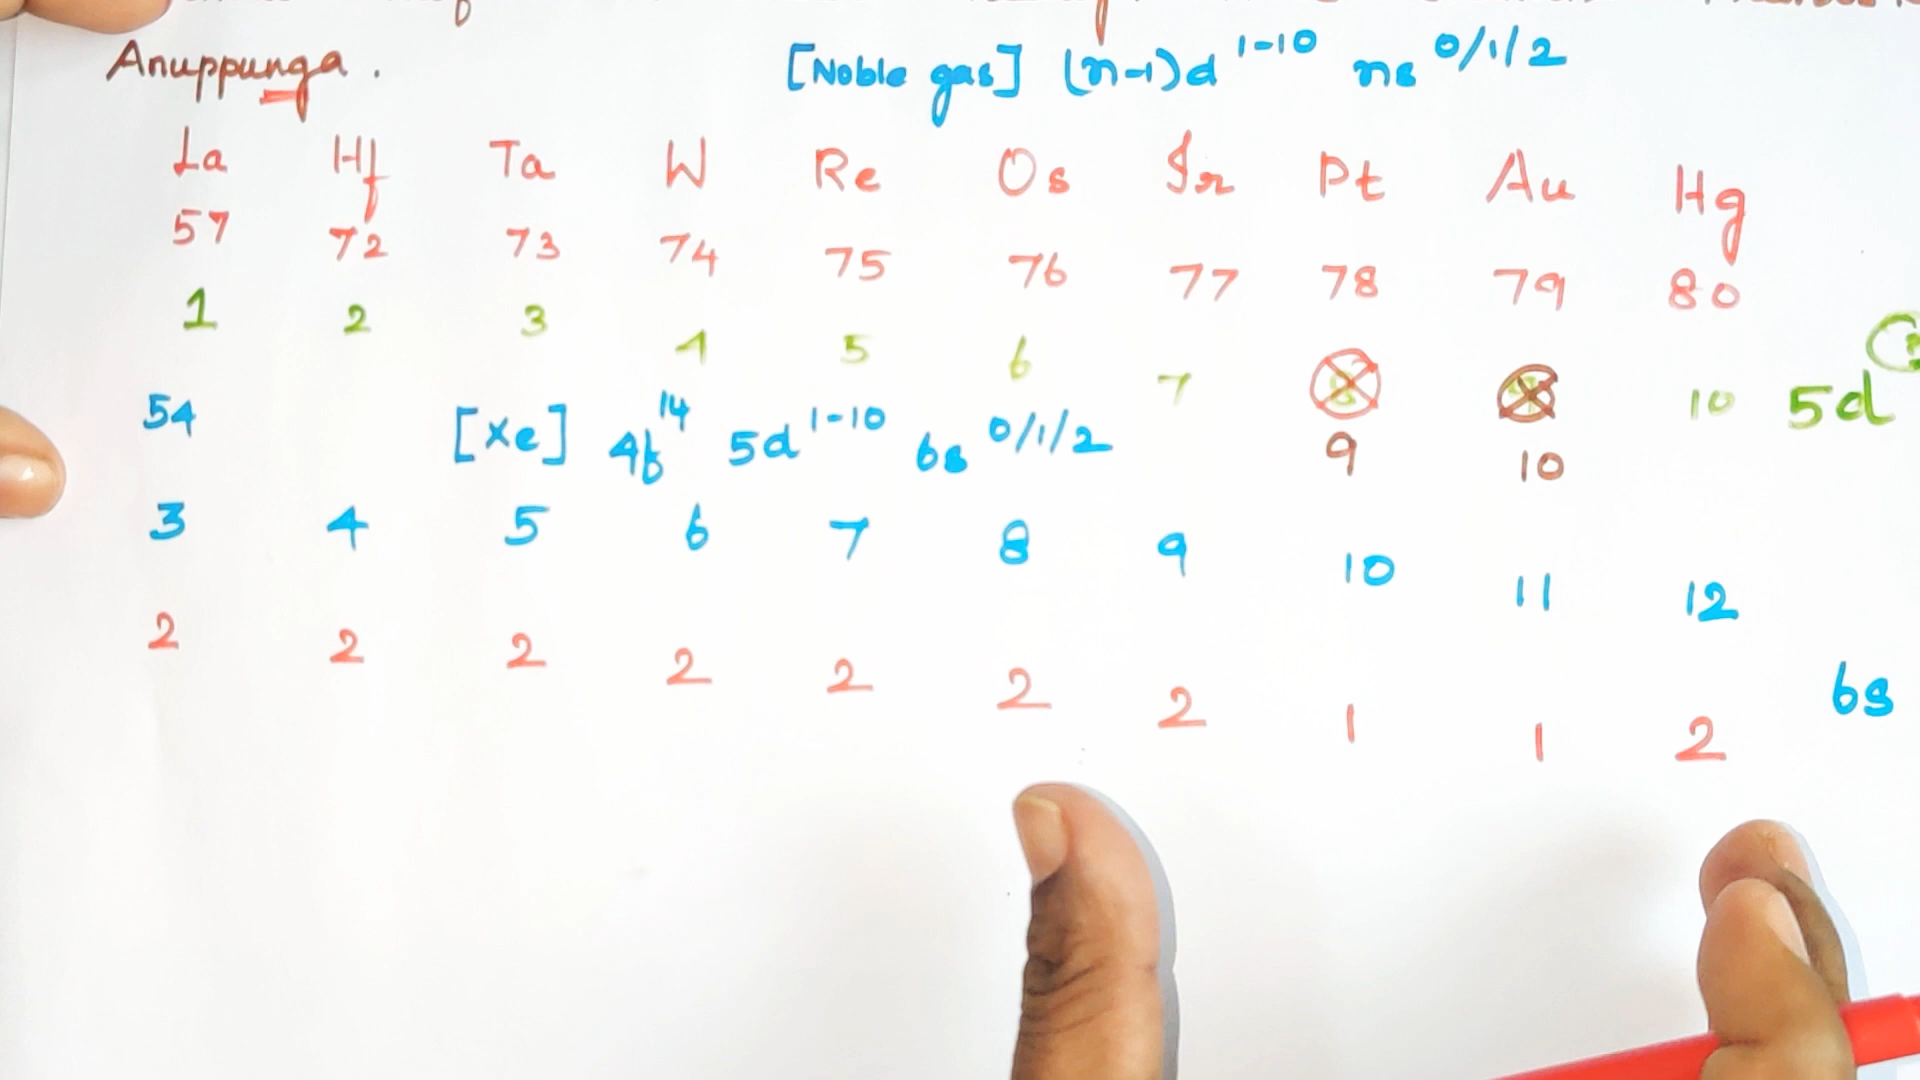 Anuppunga. [Noble gas] (n-1)d 1-10 ns 0/1/2
La Hf Ta W Re Os Ir Pt Au Hg
57 72 73 74 75 76 77 78 79 80
1 2 3 4 5 6 7 8 9 10 5d
54 [Xe] 4f 14 5d 1-10 6s 0/1/2 9 10
3 4 5 6 7 8 9 10 11 12
2 2 2 2 2 2 2 1 1 2 6s